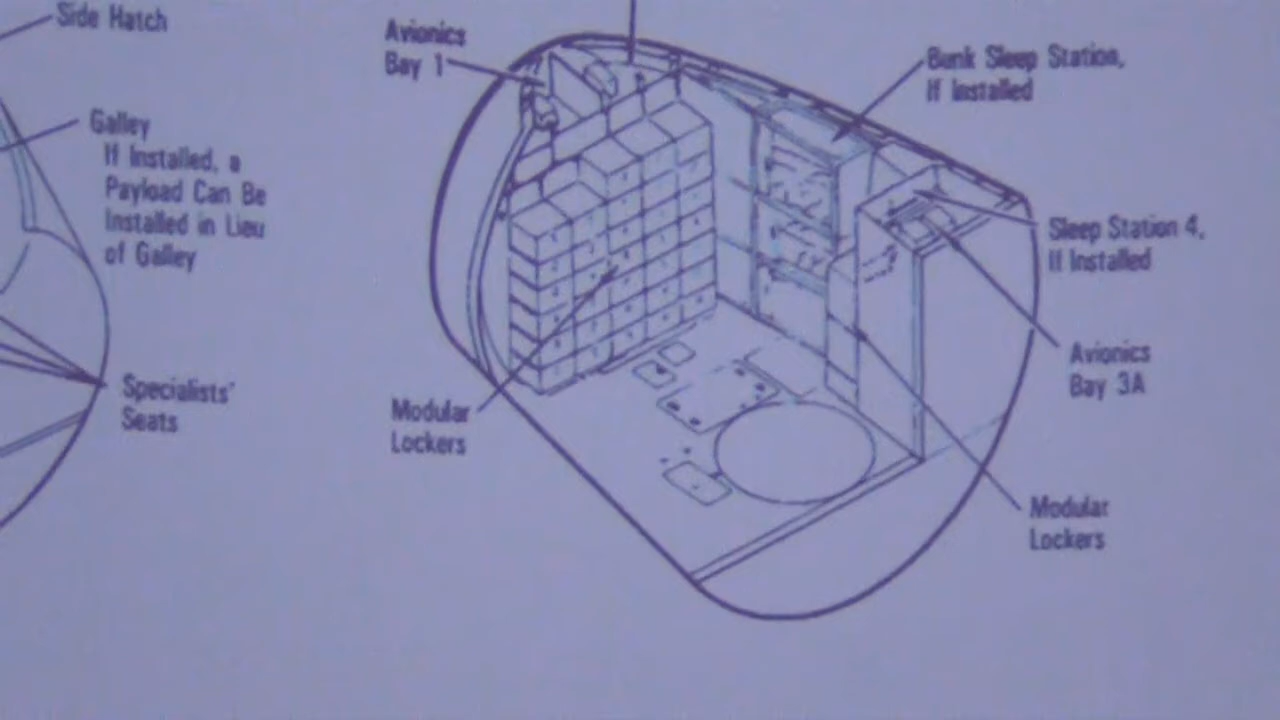 Side Hatch
Galley
If Installed, a
Payload Can Be
Installed in Lieu
of Galley
Specialists'
Seats
Avionics
Bay 1
Modular
Lockers
Bunk Sleep Station,
If Installed
Sleep Station 4,
If Installed
Avionics
Bay 3A
Modular
Lockers